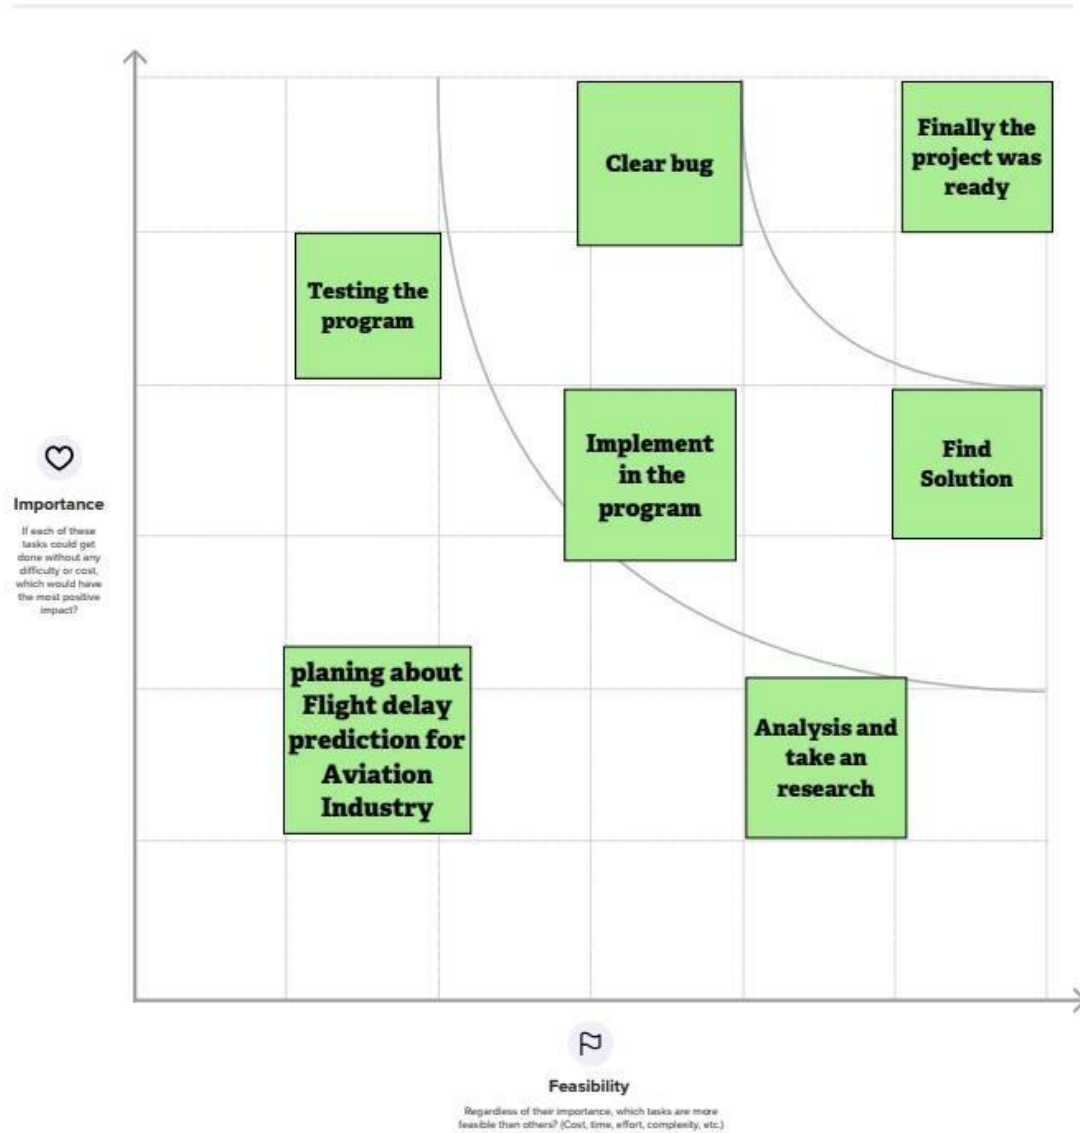 Clear bug
Finally the
project was
ready
Testing the
program
Implement
in the
program
Find
Solution
Importance
If each of these
tasks could get
done without any
difficulty or cost,
which would have
the most positive
impact?
planing about
Flight delay
prediction for
Aviation
Industry
Analysis and
take an
research
Feasibility
Regardless of their importance, which tasks are more
feasible than others? (Cost, time, effort, complexity, etc.)